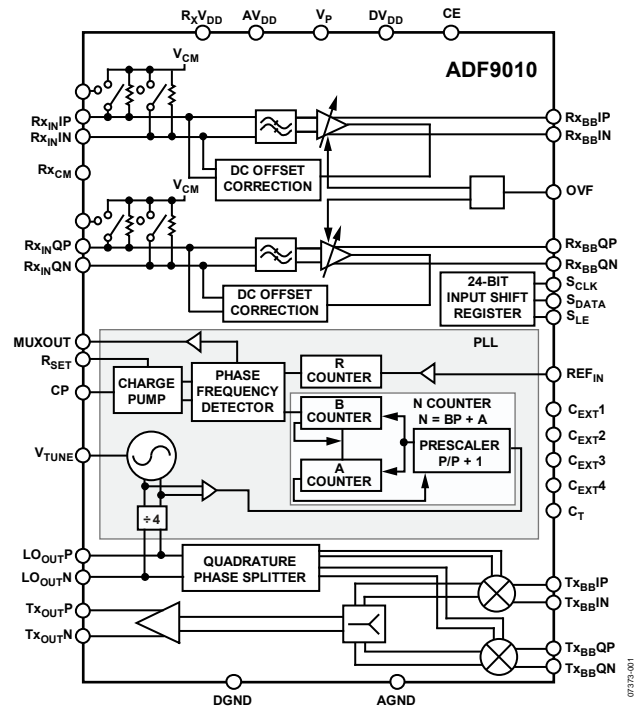 RXVDD AVDD VP DVDD CE
ADF9010
VCM
RxINIP
RxININ
RxBBIP
RxBBIN
DC OFFSET
CORRECTION
RxCM
OVF
VCM
RxINQP
RxINQN
RxBBQP
RxBBQN
DC OFFSET
CORRECTION
24-BIT
INPUT SHIFT
REGISTER
SCLK
SDATA
SLE
PLL
MUXOUT
RSET
CP
CHARGE
PUMP
PHASE
FREQUENCY
DETECTOR
R
COUNTER
REFIN
N COUNTER
N = BP + A
B
COUNTER
PRESCALER
P/P + 1
A
COUNTER
VTUNE
÷4
CEXT1
CEXT2
CEXT3
CEXT4
CT
LOOUTP
LOOUTN
QUADRATURE
PHASE SPLITTER
TxOUTP
TxOUTN
TxBBIP
TxBBIN
TxBBQP
TxBBQN
DGND AGND
07373-001